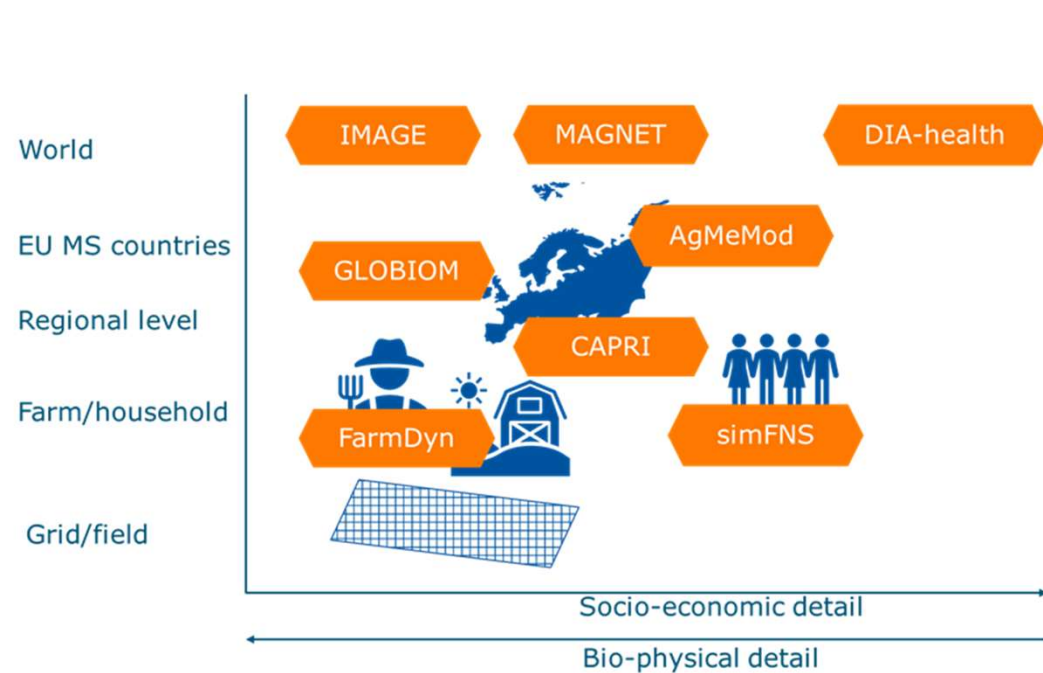 World
IMAGE
MAGNET
DIA-health
EU MS countries
AgMeMod
GLOBIOM
Regional level
CAPRI
Farm/household
FarmDyn
simFNS
Grid/field
Socio-economic detail
Bio-physical detail